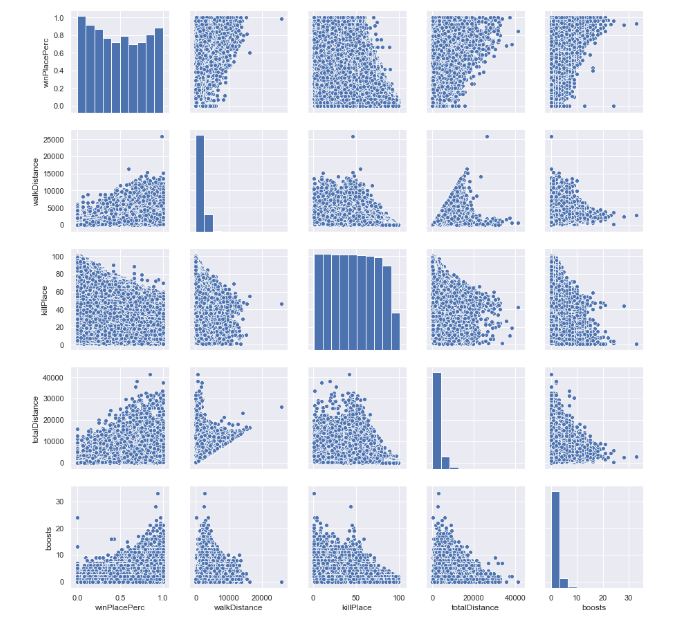 winPlacePerc
1.0
0.8
0.6
0.4
0.2
0.0
walkDistance
25000
20000
15000
10000
5000
0
killPlace
100
80
60
40
20
0
totalDistance
40000
30000
20000
10000
0
boosts
30
20
10
0
0.0 0.5 1.0
winPlacePerc
0 10000 20000
walkDistance
0 50 100
killPlace
0 20000 40000
totalDistance
0 10 20 30
boosts